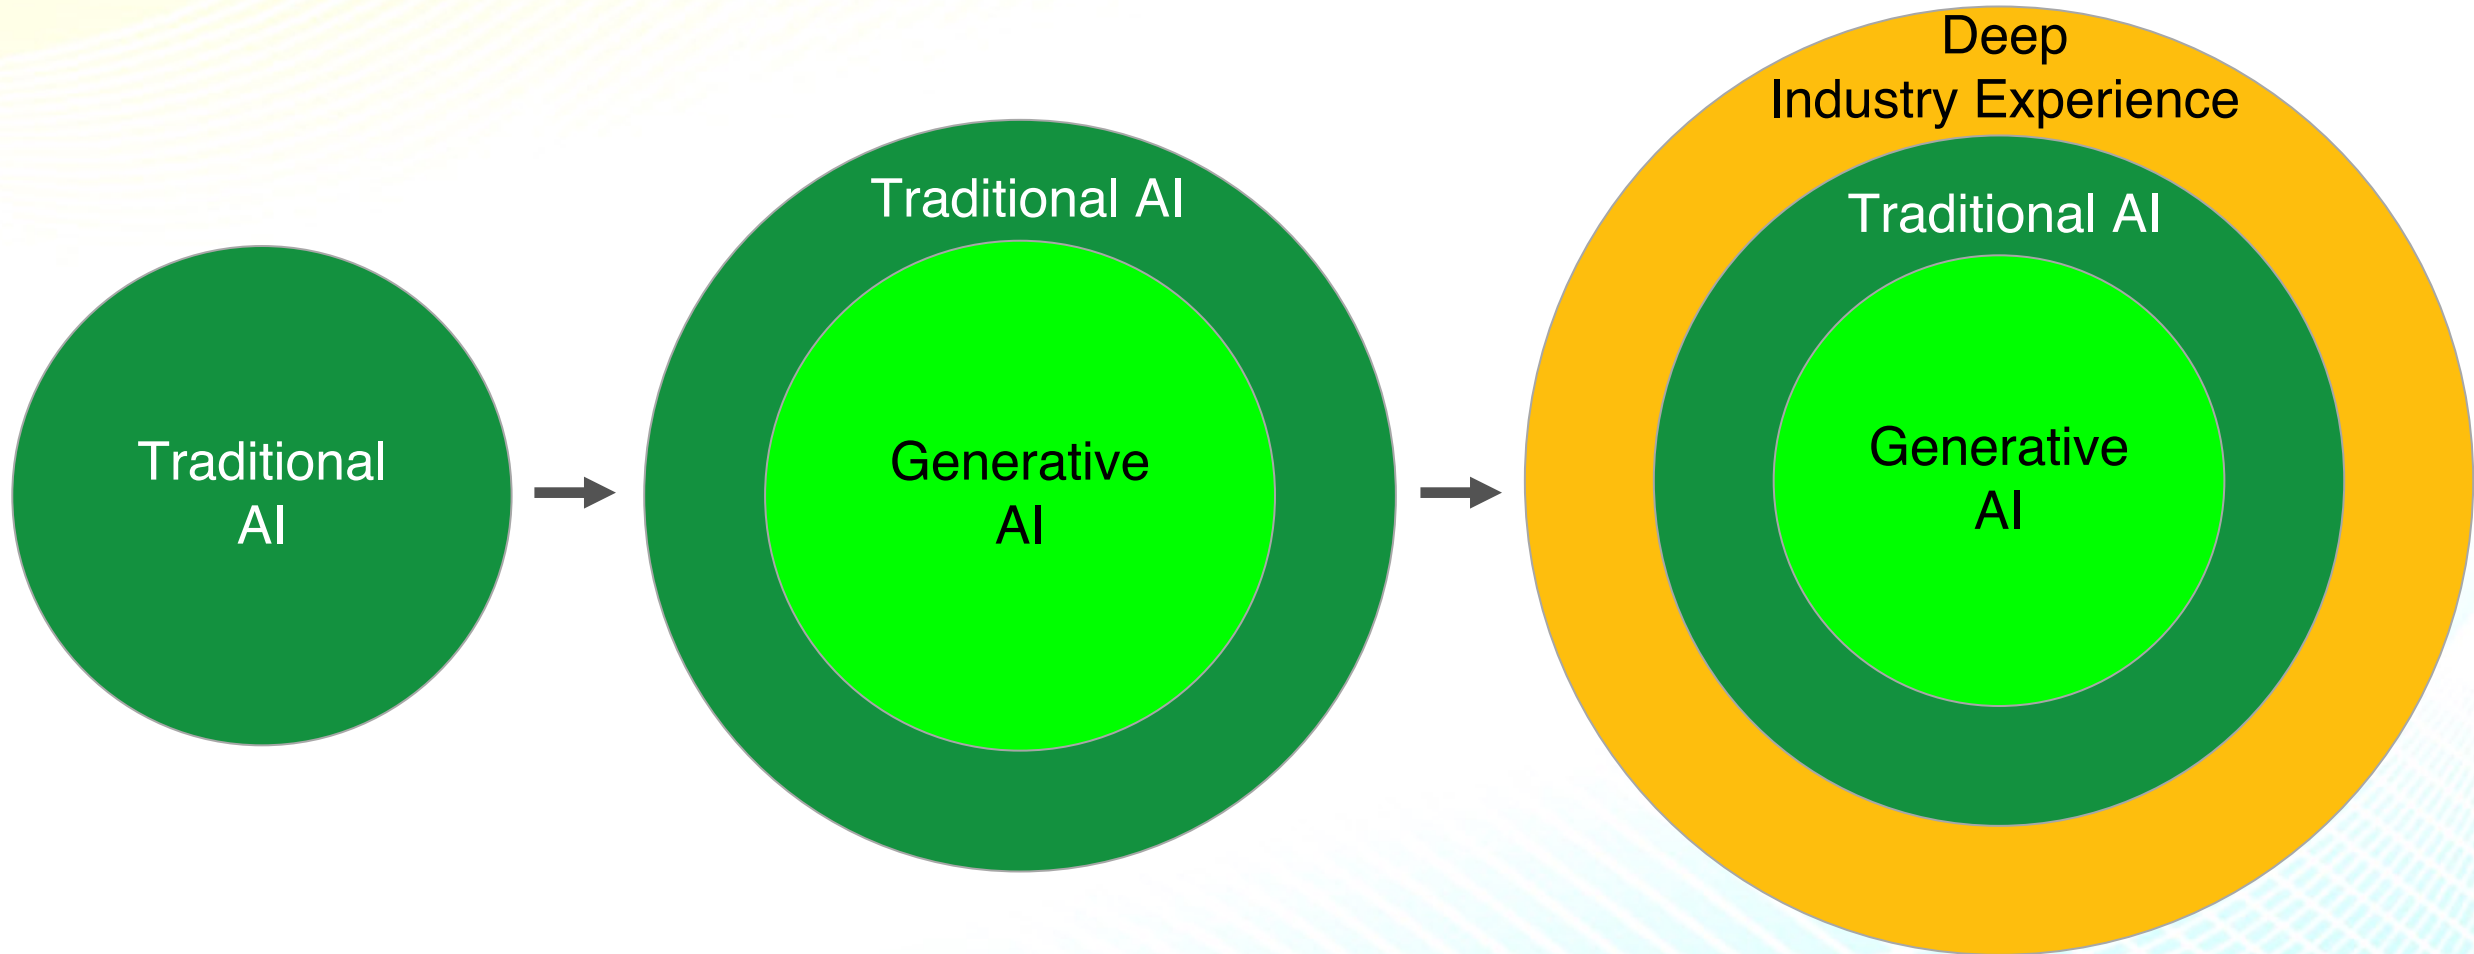 Traditional
AI
Traditional AI
Generative
AI
Deep
Industry Experience
Traditional AI
Generative
AI